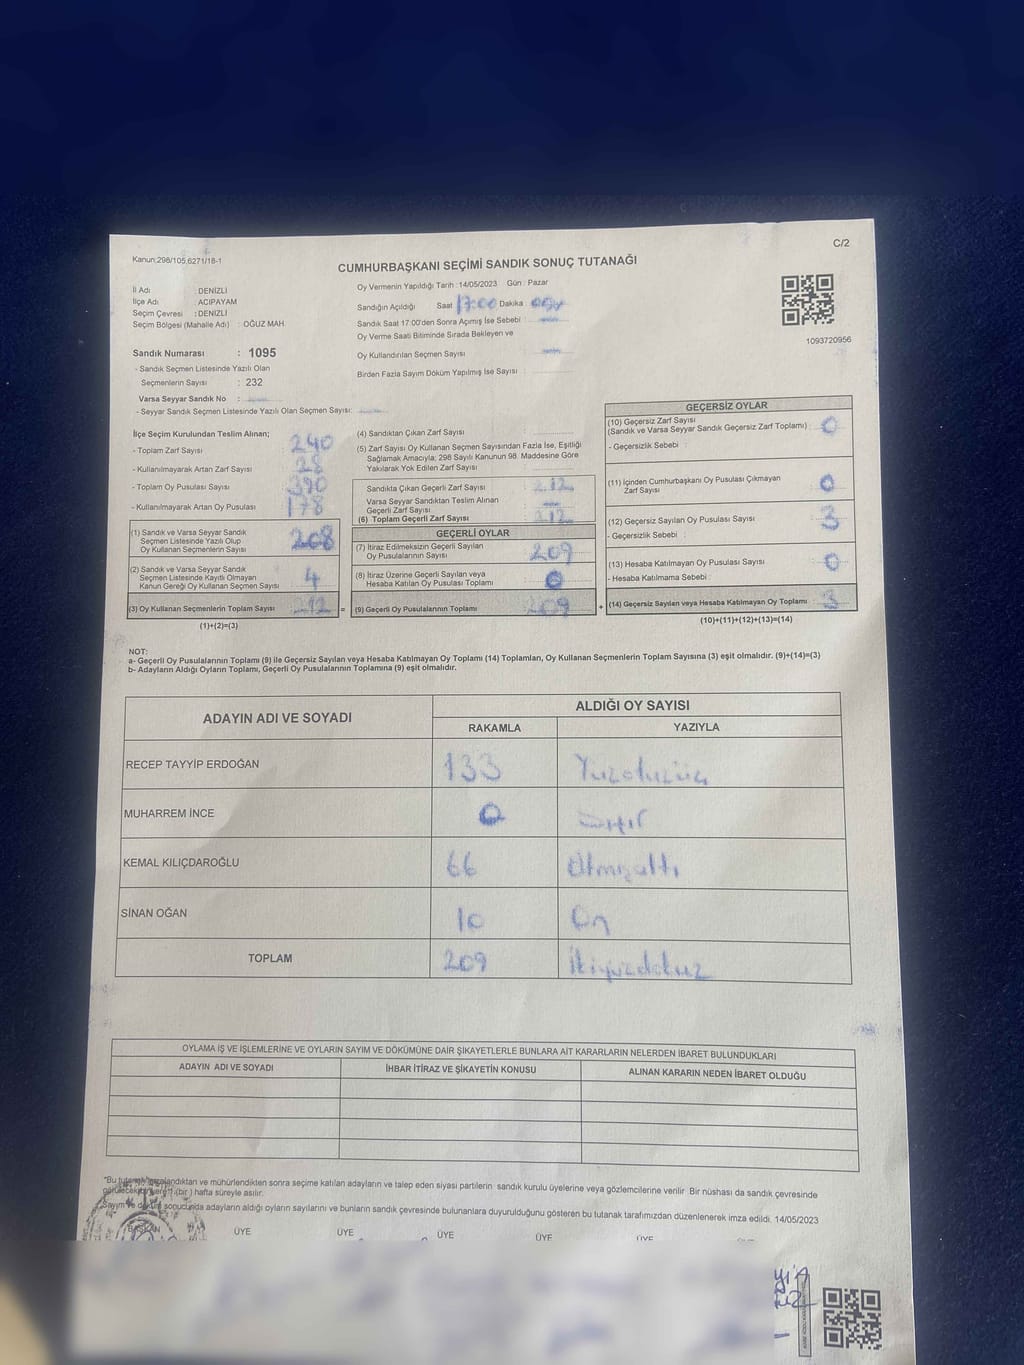 C/2
Kanun;298/105,6271/18-1
CUMHURBAŞKANI SEÇİMİ SANDIK SONUÇ TUTANAĞI
İl Adı : DENİZLİ
İlçe Adı : ACIPAYAM
Seçim Çevresi : DENİZLİ
Seçim Bölgesi (Mahalle Adı) : OĞUZ MAH
Sandık Numarası : 1095
- Sandık Seçmen Listesinde Yazılı Olan
Seçmenlerin Sayısı : 232
Varsa Seyyar Sandık No :
- Seyyar Sandık Seçmen Listesinde Yazılı Olan Seçmen Sayısı:
Oy Vermenin Yapıldığı Tarih : 14/05/2023 Gün : Pazar
Sandığın Açıldığı Saat 17:00 Dakika
Sandık Saat 17:00'den Sonra Açımış İse Sebebi :
Oy Verme Saati Bitiminde Sırada Bekleyen ve
Oy Kullandırılan Seçmen Sayısı :
Birden Fazla Sayım Döküm Yapılmış İse Sayısı :
1093720956
İlçe Seçim Kurulundan Teslim Alınan;
- Toplam Zarf Sayısı 240
- Kullanılmayarak Artan Zarf Sayısı 28
- Toplam Oy Pusulası Sayısı 390
- Kullanılmayarak Artan Oy Pusulası 178
(1) Sandık ve Varsa Seyyar Sandık
Seçmen Listesinde Yazılı Olup
Oy Kullanan Seçmenlerin Sayısı 208
(2) Sandık ve Varsa Seyyar Sandık
Seçmen Listesinde Kayıtlı Olmayan
Kanun Gereği Oy Kullanan Seçmen Sayısı 4
(3) Oy Kullanan Seçmenlerin Toplam Sayısı 212 =
(1)+(2)=(3)
(4) Sandıktan Çıkan Zarf Sayısı
(5) Zarf Sayısı Oy Kullanan Seçmen Sayısından Fazla İse, Eşitliği
Sağlamak Amacıyla; 298 Sayılı Kanunun 98. Maddesine Göre
Yakılarak Yok Edilen Zarf Sayısı
Sandıkta Çıkan Geçerli Zarf Sayısı 212
Varsa Seyyar Sandıktan Teslim Alınan
Geçerli Zarf Sayısı
(6) Toplam Geçerli Zarf Sayısı 212
GEÇERLİ OYLAR
(7) İtiraz Edilmeksizin Geçerli Sayılan
Oy Pusulalarının Sayısı 209
(8) İtiraz Üzerine Geçerli Sayılan veya
Hesaba Katılan Oy Pusulası Toplamı 0
(9) Geçerli Oy Pusulalarının Toplamı 209 +
GEÇERSİZ OYLAR
(10) Geçersiz Zarf Sayısı
(Sandık ve Varsa Seyyar Sandık Geçersiz Zarf Toplamı) 0
- Geçersizlik Sebebi :
(11) İçinden Cumhurbaşkanı Oy Pusulası Çıkmayan
Zarf Sayısı 0
(12) Geçersiz Sayılan Oy Pusulası Sayısı 3
- Geçersizlik Sebebi :
(13) Hesaba Katılmayan Oy Pusulası Sayısı 0
- Hesaba Katılmama Sebebi :
(14) Geçersiz Sayılan veya Hesaba Katılmayan Oy Toplamı 3
(10)+(11)+(12)+(13)=(14)
NOT:
a- Geçerli Oy Pusulalarının Toplamı (9) ile Geçersiz Sayılan veya Hesaba Katılmayan Oy Toplamı (14) Toplamları, Oy Kullanan Seçmenlerin Toplam Sayısına (3) eşit olmalıdır. (9)+(14)=(3)
b- Adayların Aldığı Oyların Toplamı, Geçerli Oy Pusulalarının Toplamına (9) eşit olmalıdır.
ADAYIN ADI VE SOYADI
ALDIĞI OY SAYISI
RAKAMLA YAZIYLA
RECEP TAYYİP ERDOĞAN 133 Yüzotuzüç
MUHARREM İNCE 0 Sıfır
KEMAL KILIÇDAROĞLU 66 Altmışaltı
SİNAN OĞAN 10 On
TOPLAM 209 İkiyüzdokuz
OYLAMA İŞ VE İŞLEMLERİNE VE OYLARIN SAYIM VE DÖKÜMÜNE DAİR ŞİKAYETLERLE BUNLARA AİT KARARLARIN NELERDEN İBARET BULUNDUKLARI
ADAYIN ADI VE SOYADI İHBAR İTİRAZ VE ŞİKAYETİN KONUSU ALINAN KARARIN NEDEN İBARET OLDUĞU
"Bu tutanak imzalandıktan ve mühürlendikten sonra seçime katılan adayların ve talep eden siyasi partilerin sandık kurulu üyelerine veya gözlemcilerine verilir. Bir nüshası da sandık çevresinde
görülecek bir yere 1 (bir) hafta süreyle asılır.
Sayım ve döküm sonucunda adayların aldığı oyların sayılarını ve bunların sandık çevresinde bulunanlara duyurulduğunu gösteren bu tutanak tarafımızdan düzenlenerek imza edildi. 14/05/2023
BAŞKAN ÜYE ÜYE ÜYE ÜYE ÜYE